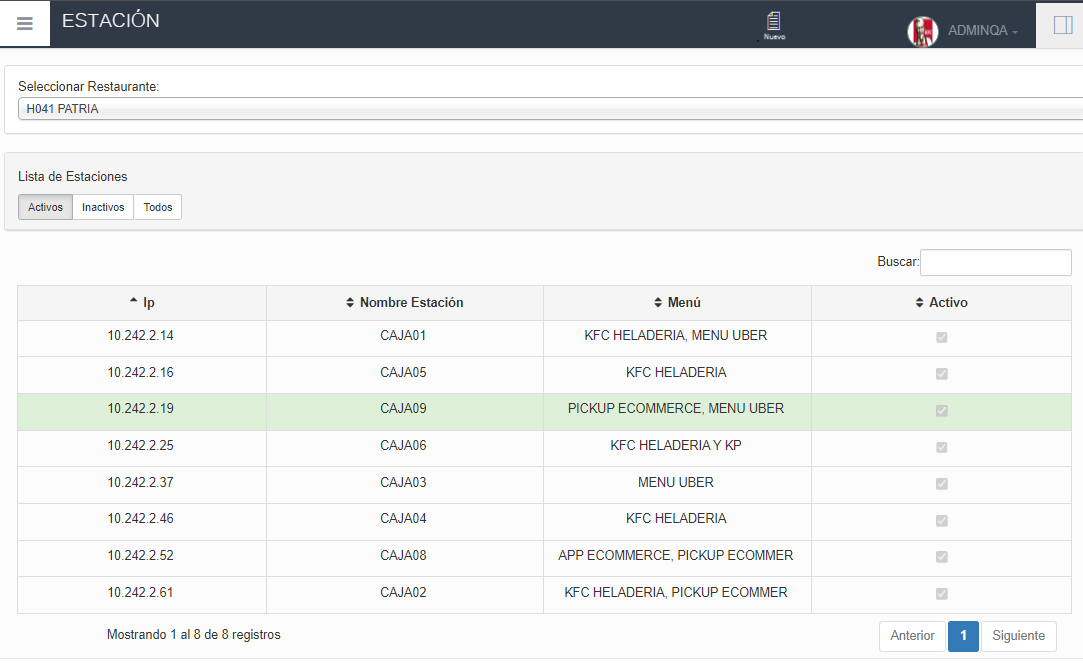 ESTACIÓN
Nuevo
ADMINQA
Seleccionar Restaurante:
H041 PATRIA
Lista de Estaciones
Activos Inactivos Todos
Buscar:
Ip Nombre Estación Menú Activo
10.242.2.14 CAJA01 KFC HELADERIA, MENU UBER
10.242.2.16 CAJA05 KFC HELADERIA
10.242.2.19 CAJA09 PICKUP ECOMMERCE, MENU UBER
10.242.2.25 CAJA06 KFC HELADERIA Y KP
10.242.2.37 CAJA03 MENU UBER
10.242.2.46 CAJA04 KFC HELADERIA
10.242.2.52 CAJA08 APP ECOMMERCE, PICKUP ECOMMER
10.242.2.61 CAJA02 KFC HELADERIA, PICKUP ECOMMER
Mostrando 1 al 8 de 8 registros
Anterior 1 Siguiente